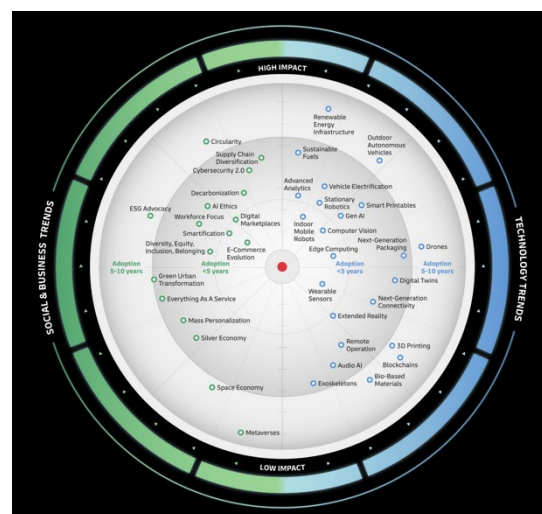 HIGH IMPACT
Renewable
Energy
Infrastructure
Circularity
Outdoor
Autonomous
Vehicles
Supply Chain
Diversification
Sustainable
Fuels
Cybersecurity 2.0
Advanced
Analytics
Vehicle Electrification
Decarbonization
Stationary
Robotics
Smart Printables
AI Ethics
ESG Advocacy
Workforce Focus
Digital
Marketplaces
Gen AI
Indoor
Mobile
Robots
Smartification
Computer Vision
Diversity, Equity,
Inclusion, Belonging
E-Commerce
Evolution
Edge Computing
Next-Generation
Packaging
Drones
Adoption
5-10 years
Adoption
<5 years
Adoption
<5 years
Adoption
5-10 years
Green Urban
Transformation
Digital Twins
Wearable
Sensors
Everything As A Service
Next-Generation
Connectivity
Mass Personalization
Extended Reality
Silver Economy
Remote
Operation
3D Printing
Blockchains
Audio AI
Space Economy
Exoskeletons
Bio-Based
Materials
Metaverses
LOW IMPACT
SOCIAL & BUSINESS TRENDS
TECHNOLOGY TRENDS